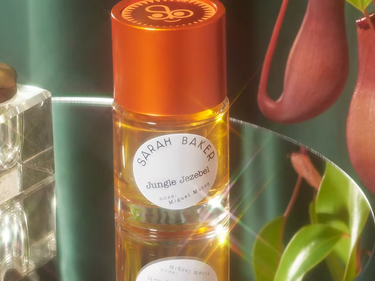 SARAH BAKER
Jungle Jezebel
nose:
Miguel Matos